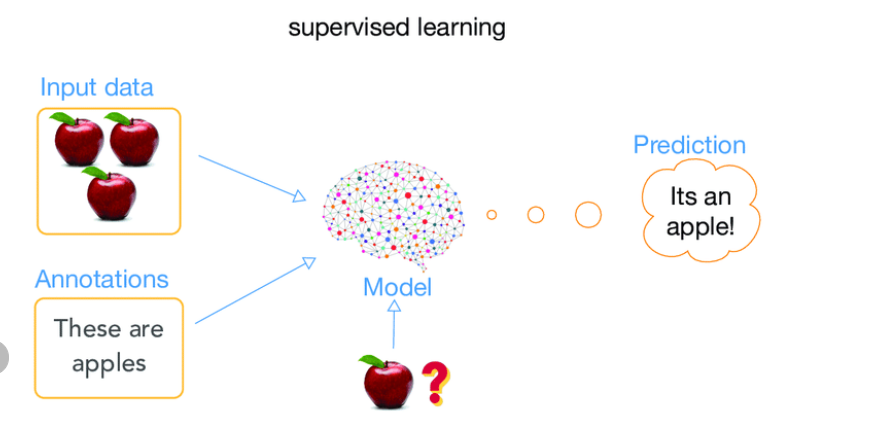 supervised learning
Input data
Annotations
These are
apples
Model
?
Prediction
Its an
apple!